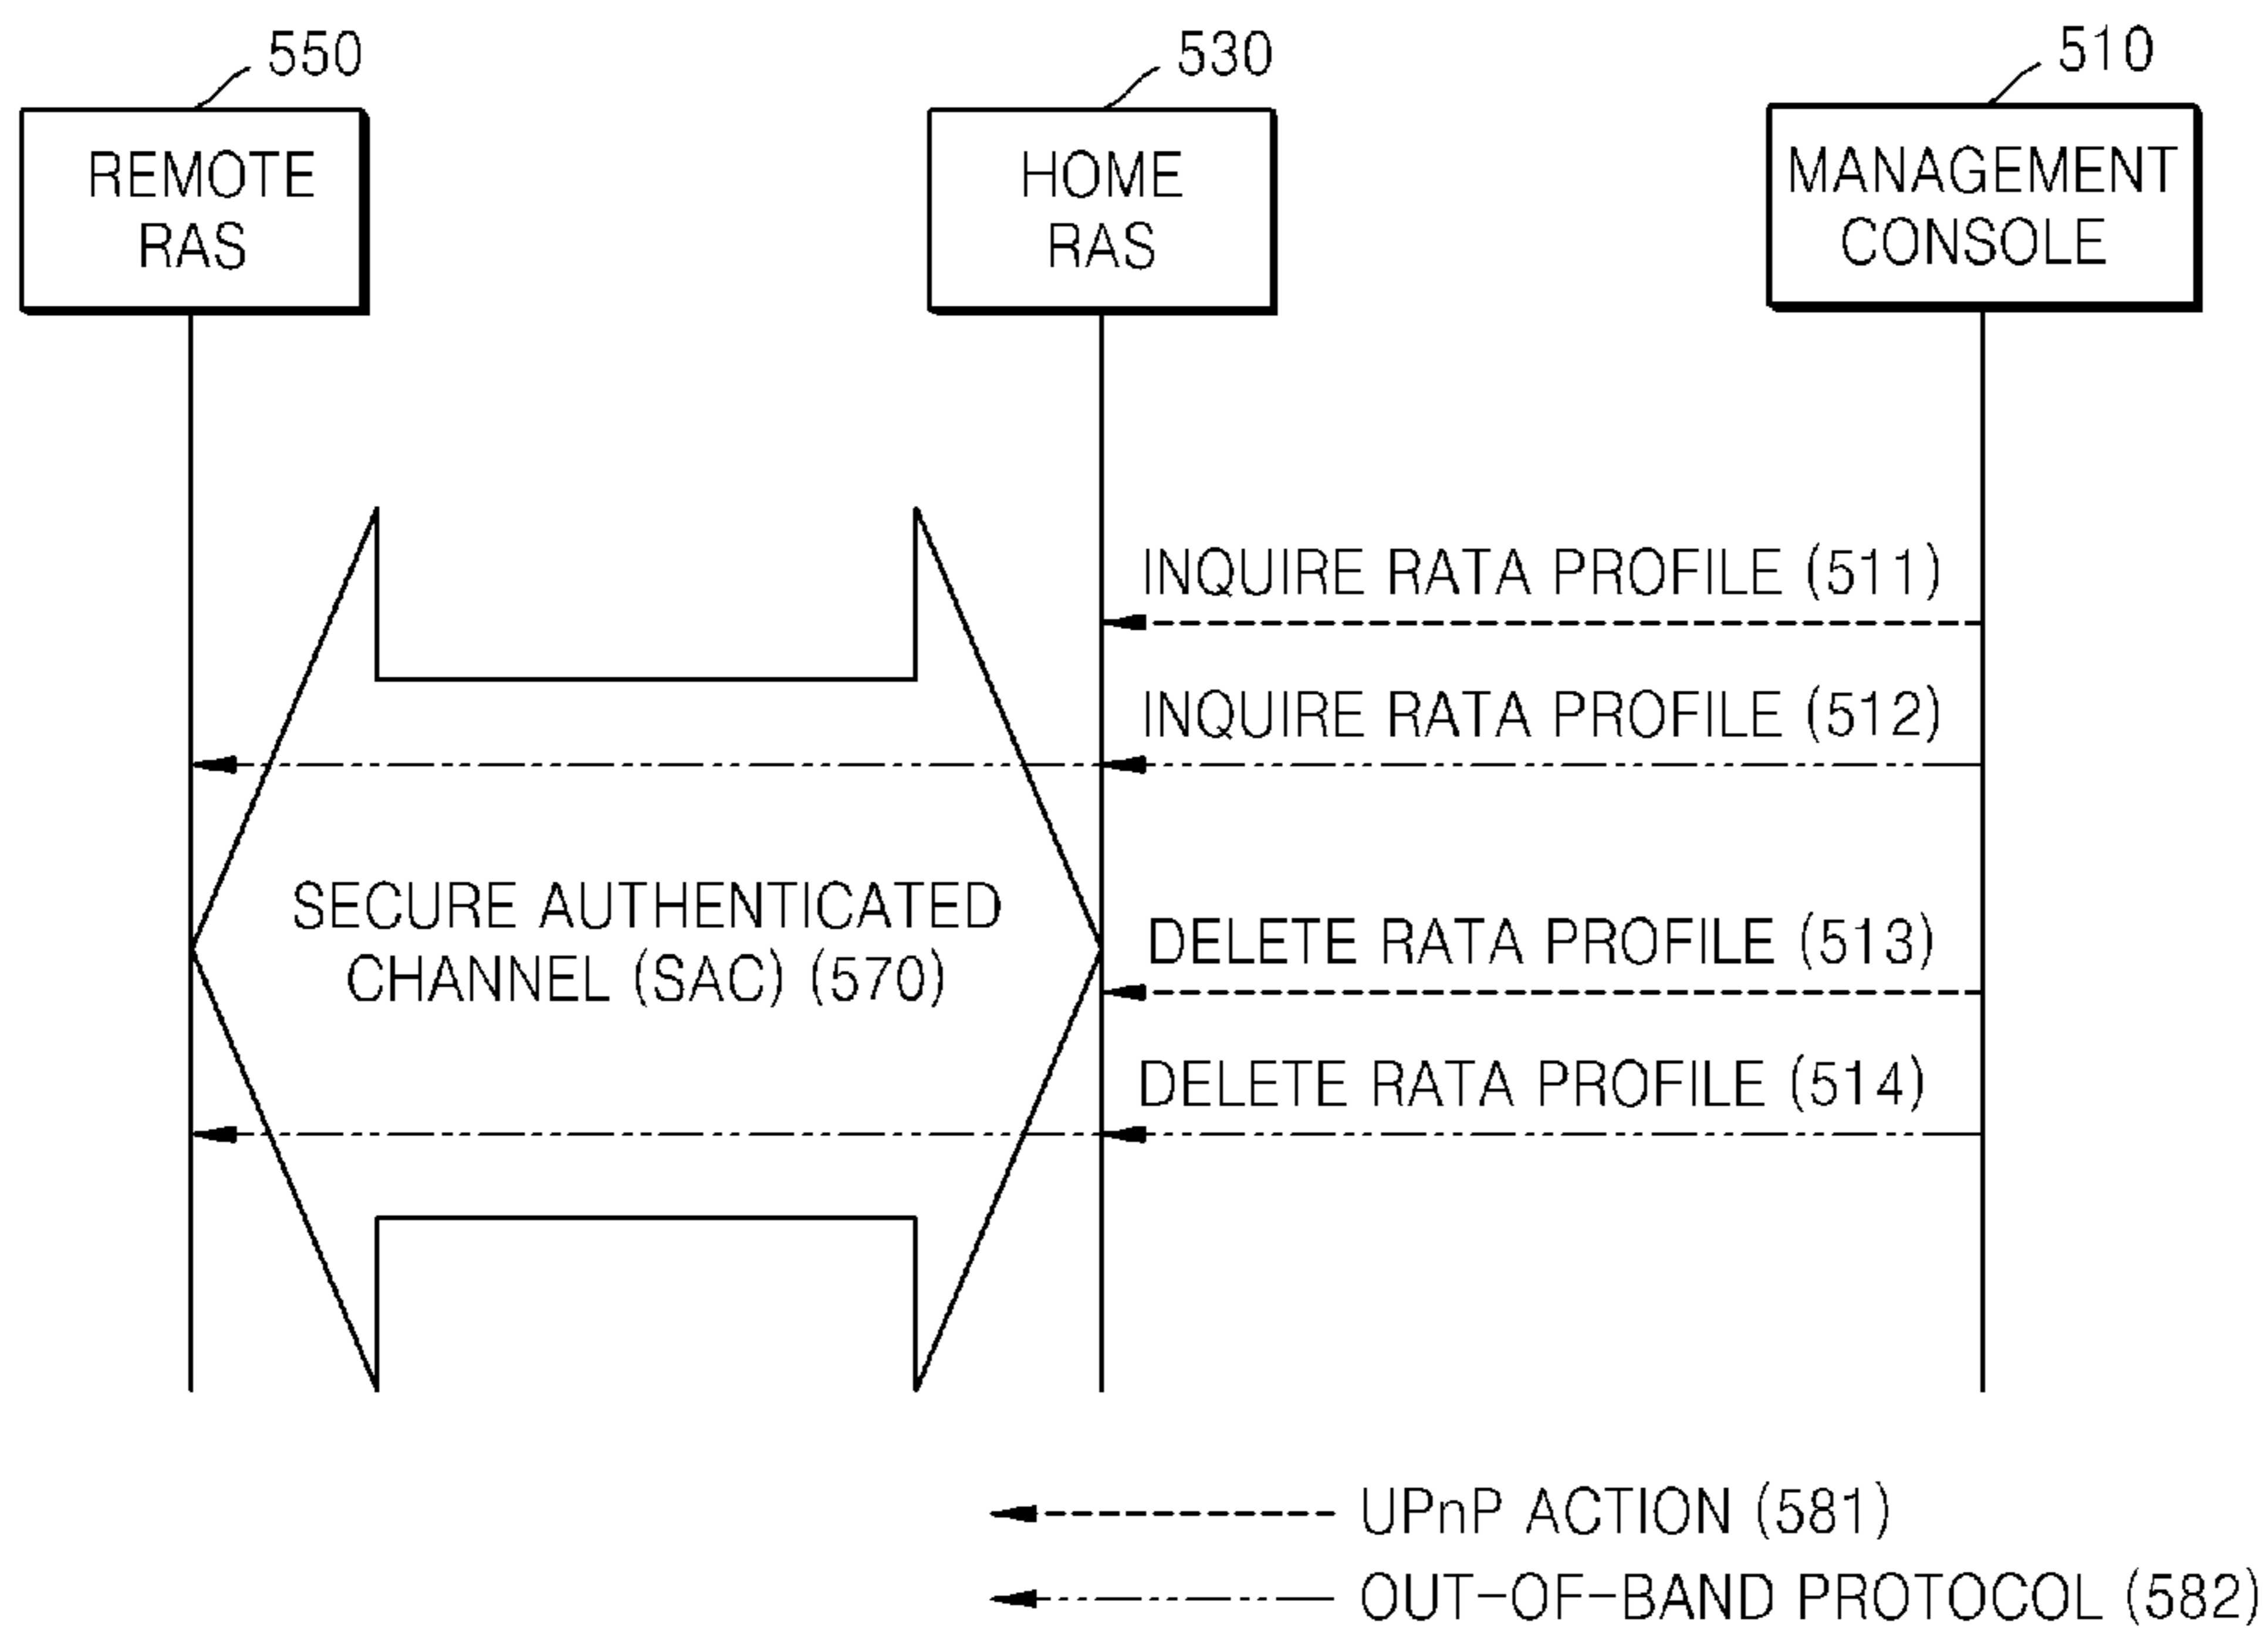 550
530
510
REMOTE
RAS
HOME
RAS
MANAGEMENT
CONSOLE
INQUIRE RATA PROFILE (511)
INQUIRE RATA PROFILE (512)
SECURE AUTHENTICATED
CHANNEL (SAC) (570)
DELETE RATA PROFILE (513)
DELETE RATA PROFILE (514)
UPnP ACTION (581)
OUT-OF-BAND PROTOCOL (582)